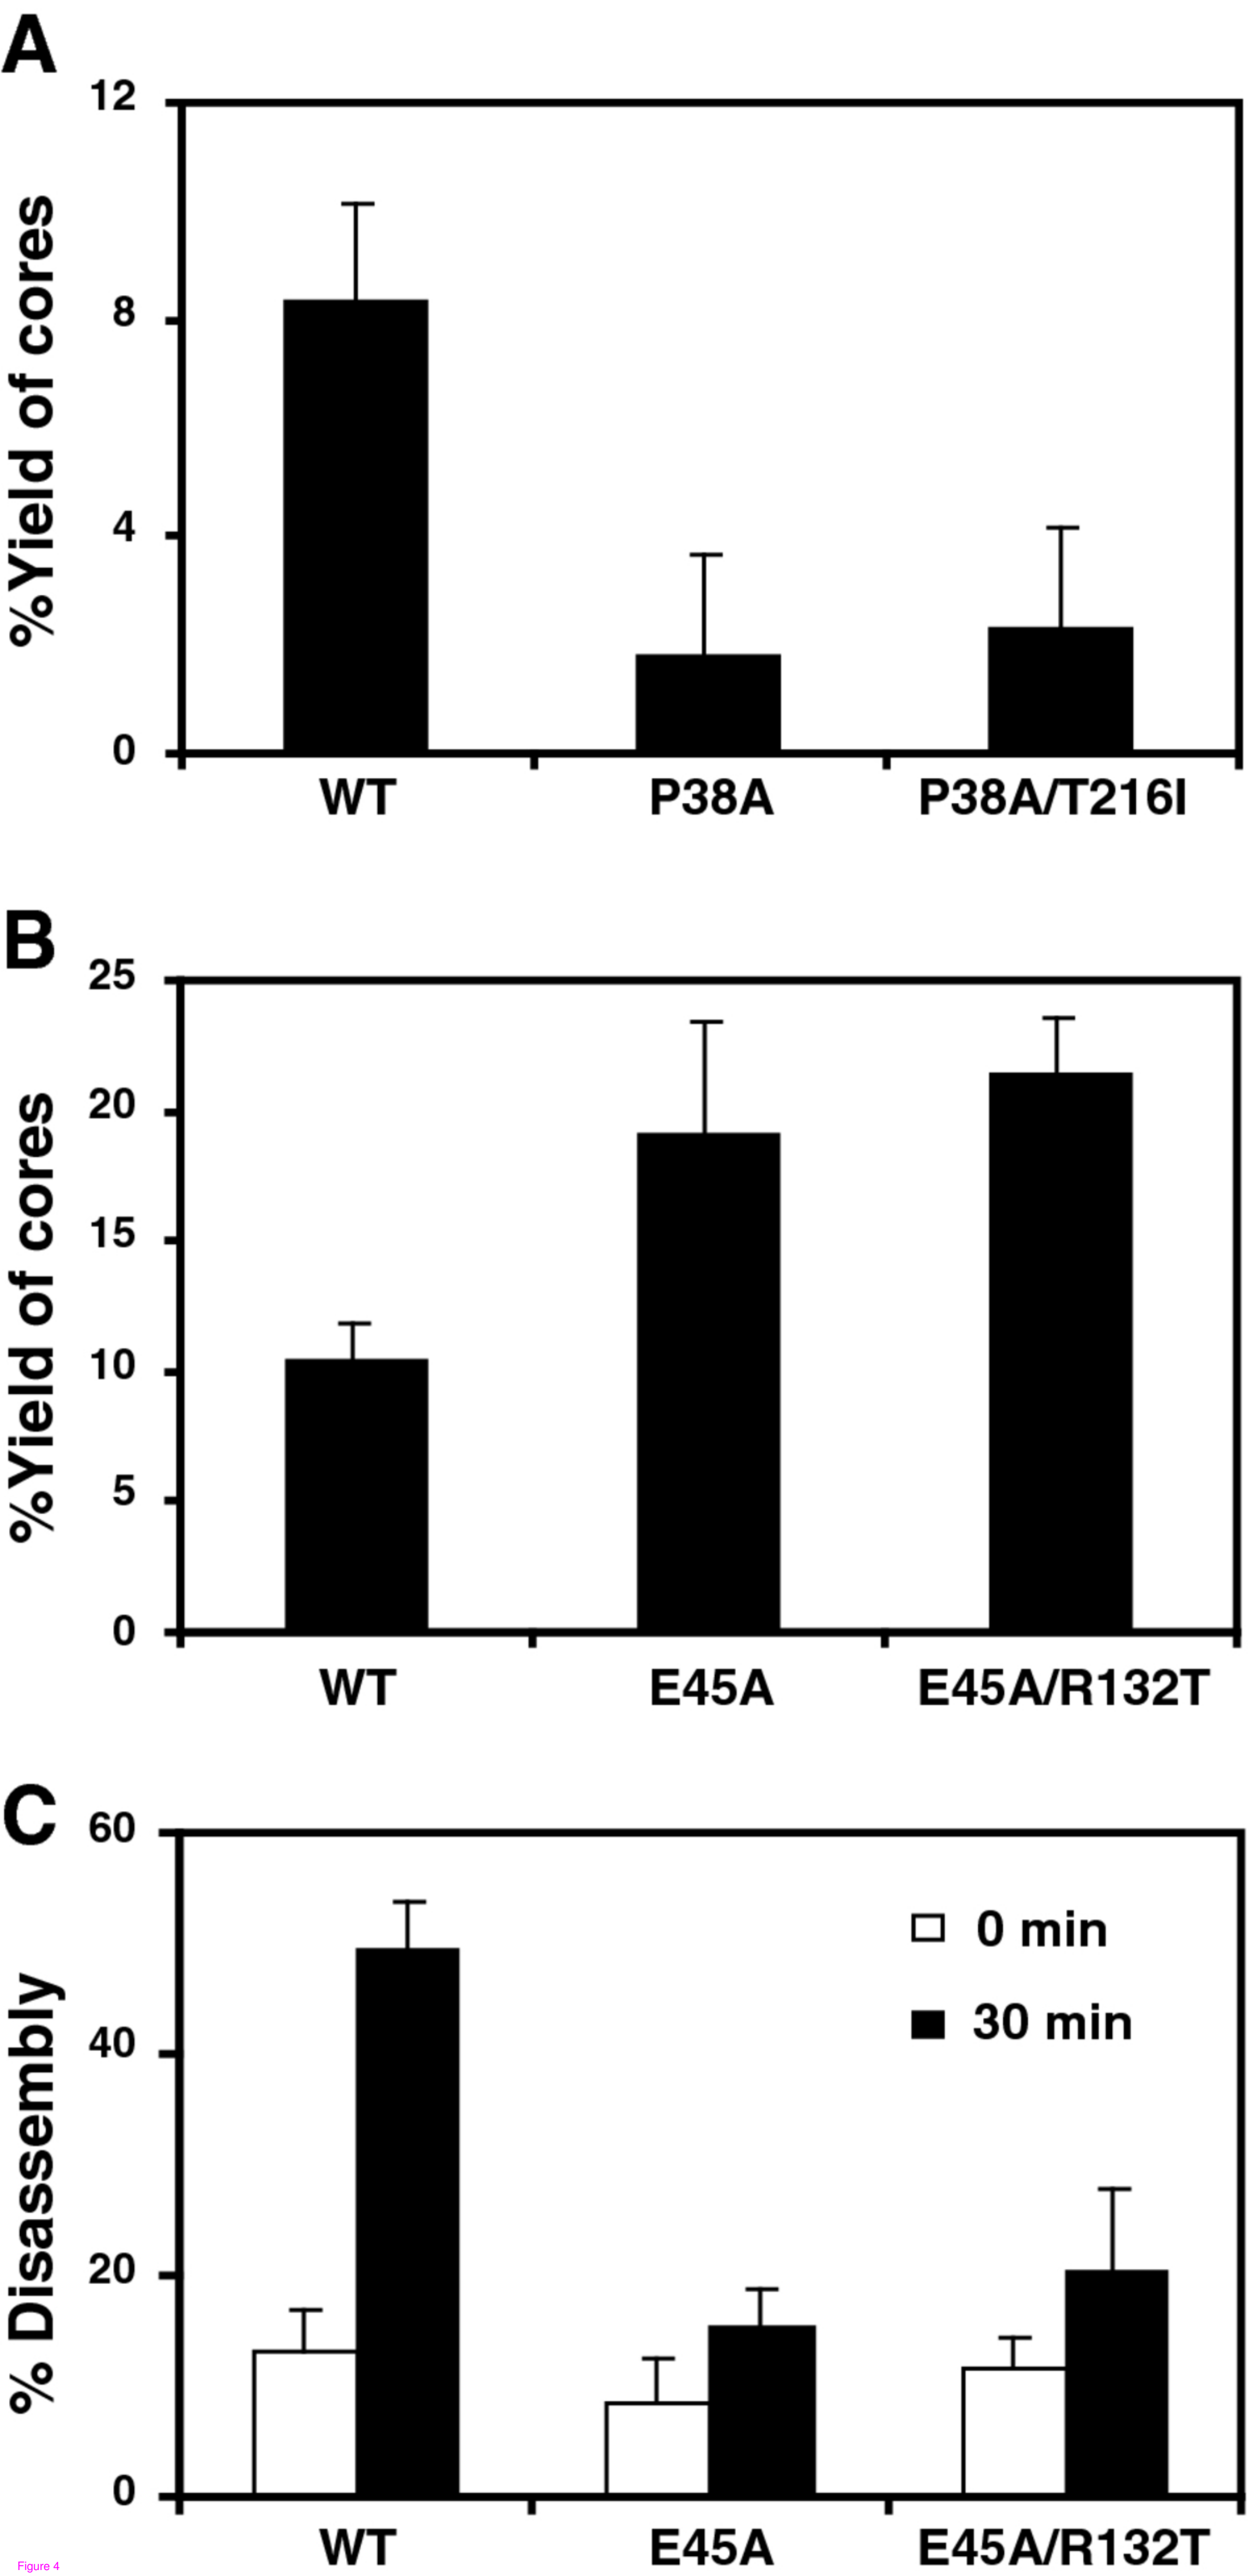 A
%Yield of cores
12
8
4
0
WT P38A P38A/T216I
B
%Yield of cores
25
20
15
10
5
0
WT E45A E45A/R132T
C
% Disassembly
60
40
20
0
0 min
30 min
WT E45A E45A/R132T
Figure 4